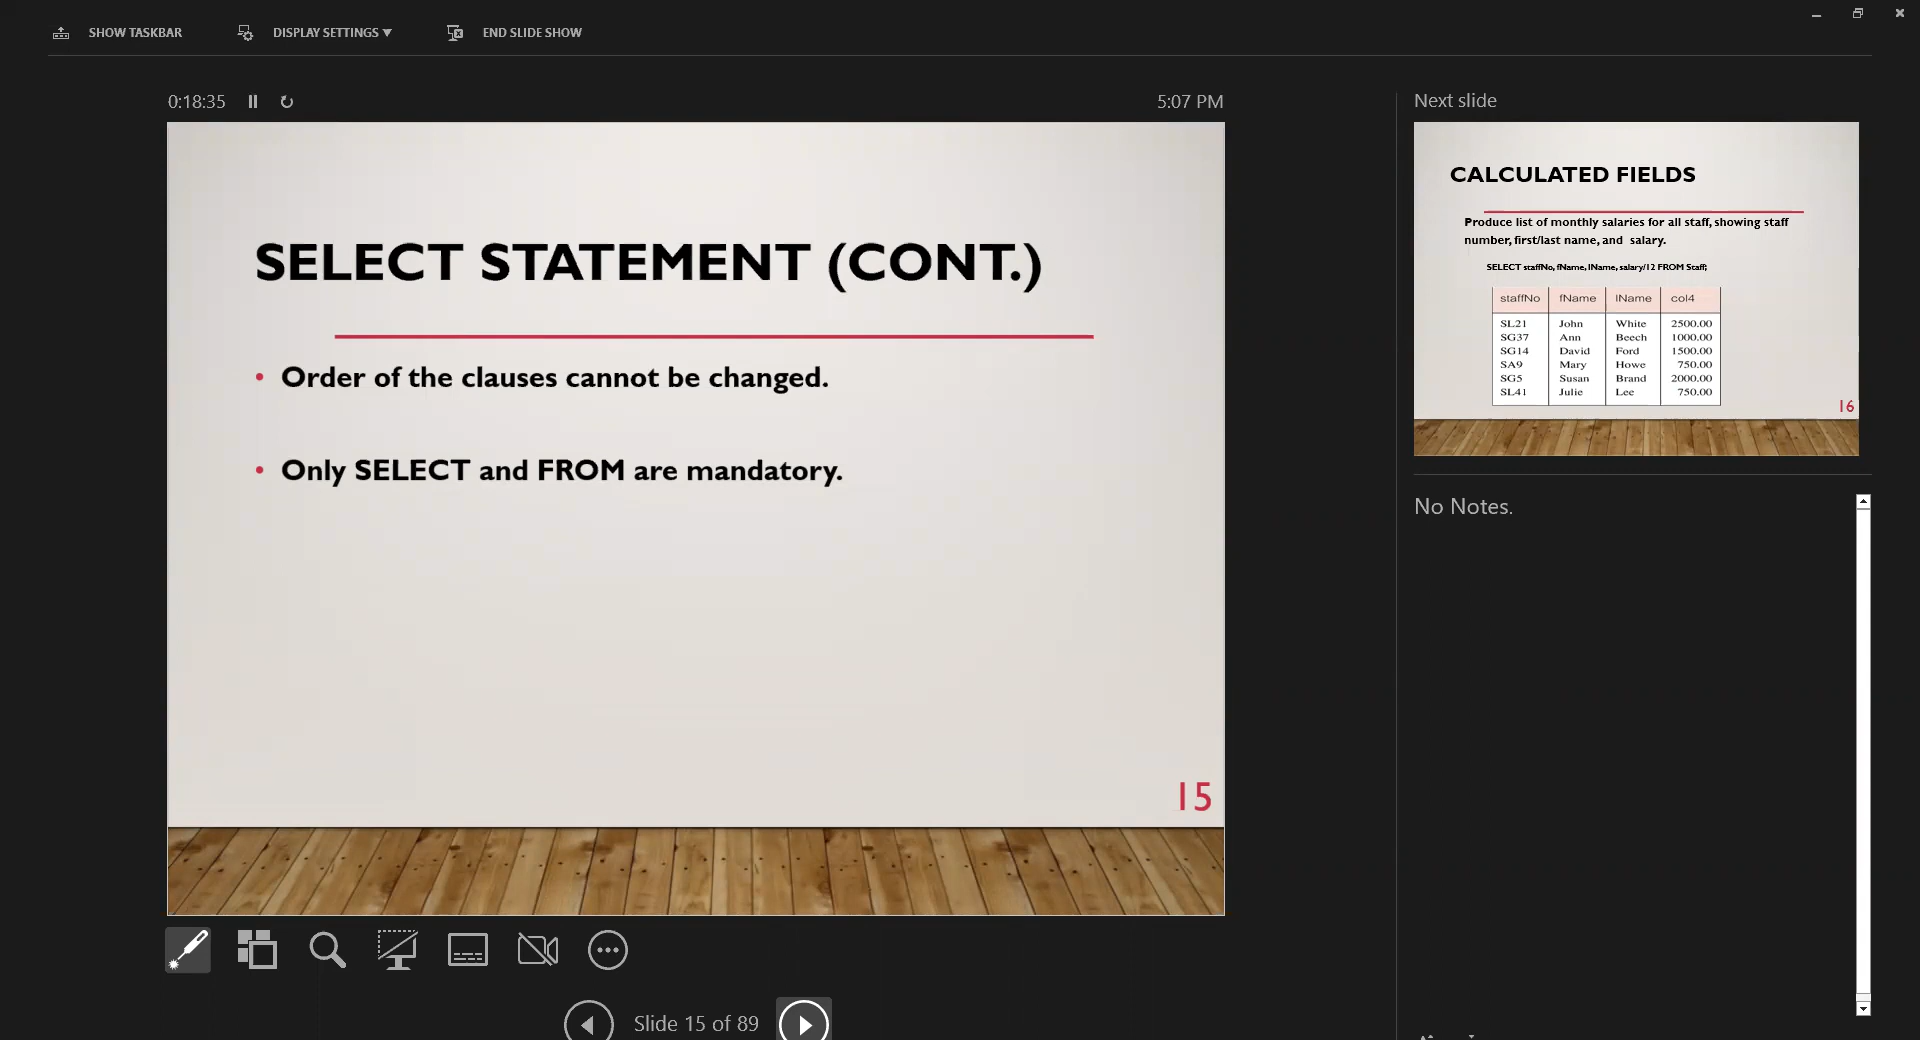 SHOW TASKBAR
DISPLAY SETTINGS ▼
END SLIDE SHOW
0:18:35
5:07 PM
SELECT STATEMENT (CONT.)
• Order of the clauses cannot be changed.
• Only SELECT and FROM are mandatory.
15
Slide 15 of 89
Next slide
CALCULATED FIELDS
Produce list of monthly salaries for all staff, showing staff
number, first/last name, and salary.
SELECT staffNo, fName, lName, salary/12 FROM Staff;
staffNo fName lName col4
SL21 John White 2500.00
SG37 Ann Beech 1000.00
SG14 David Ford 1500.00
SA9 Mary Howe 750.00
SG5 Susan Brand 2000.00
SL41 Julie Lee 750.00
16
No Notes.